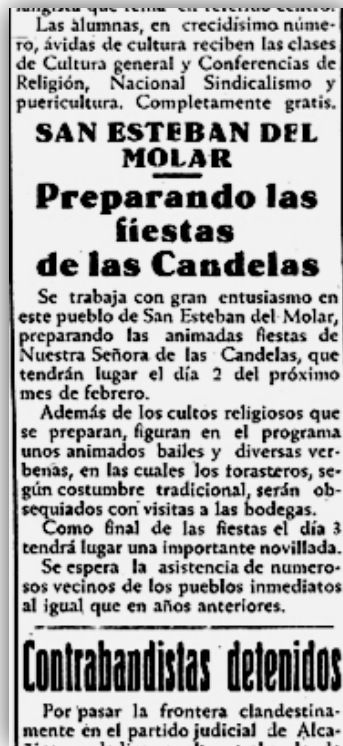 Las alumnas, en crecidísimo núme-
ro, ávidas de cultura reciben las clases
de Cultura general y Conferencias de
Religión, Nacional Sindicalismo y
puericultura. Completamente gratis.
SAN ESTEBAN DEL
MOLAR
Preparando las
fiestas
de las Candelas
Se trabaja con gran entusiasmo en
este pueblo de San Esteban del Molar,
preparando las animadas fiestas de
Nuestra Señora de las Candelas, que
tendrán lugar el día 2 del próximo
mes de febrero.
Además de los cultos religiosos que
se preparan, figuran en el programa
unos animados bailes y diversas ver-
benas, en las cuales los forasteros, se-
gún costumbre tradicional, serán ob-
sequiados con visitas a las bodegas.
Como final de las fiestas el día 3
tendrá lugar una importante novillada.
Se espera la asistencia de numero-
sos vecinos de los pueblos inmediatos
al igual que en años anteriores.
Contrabandistas detenidos
Por pasar la frontera clandestina-
mente en el partido judicial de Alca-